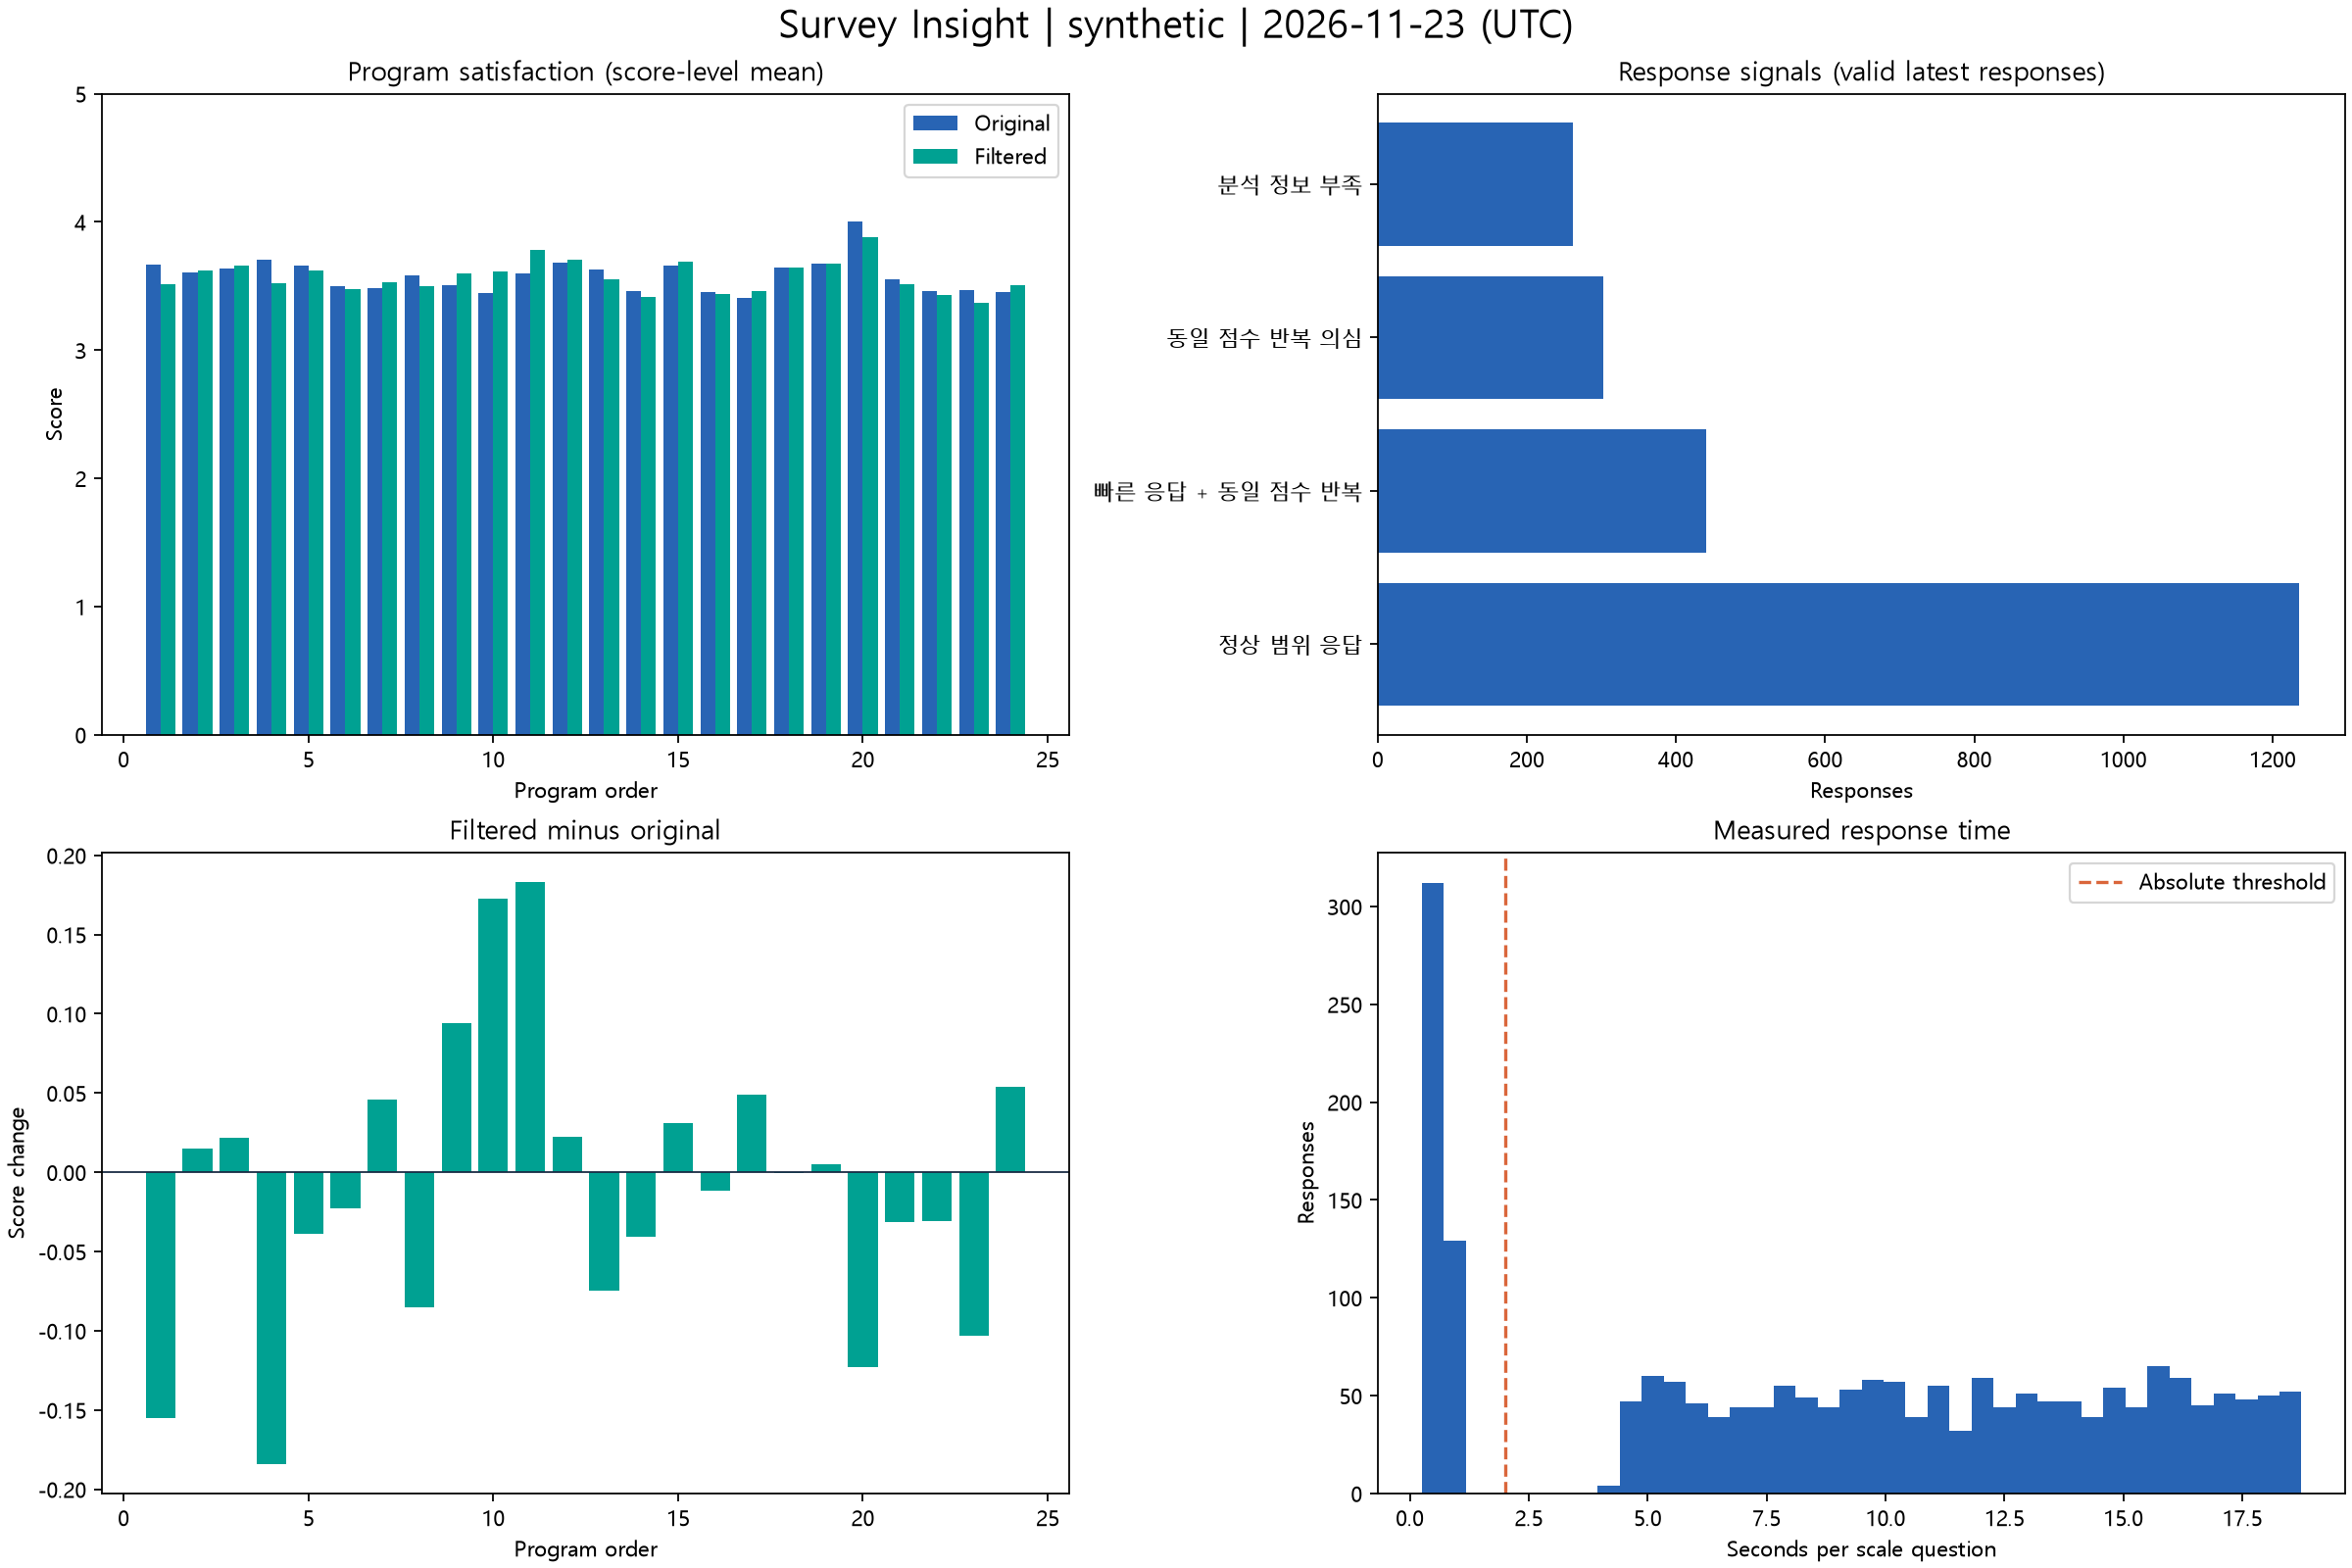 Survey Insight | synthetic | 2026-11-23 (UTC)
Program satisfaction (score-level mean)
5
4
3
2
1
0
Score
Original
Filtered
0 5 10 15 20 25
Program order
Response signals (valid latest responses)
분석 정보 부족
동일 점수 반복 의심
빠른 응답 + 동일 점수 반복
정상 범위 응답
0 200 400 600 800 1000 1200
Responses
Filtered minus original
0.20
0.15
0.10
0.05
0.00
-0.05
-0.10
-0.15
-0.20
Score change
0 5 10 15 20 25
Program order
Measured response time
Absolute threshold
300
250
200
150
100
50
0
Responses
0.0 2.5 5.0 7.5 10.0 12.5 15.0 17.5
Seconds per scale question